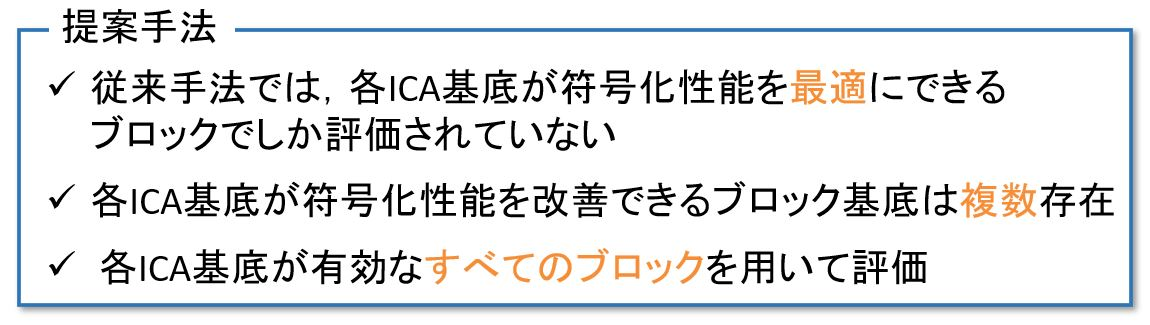 提案手法
✓ 従来手法では，各ICA基底が符号化性能を最適にできる
ブロックでしか評価されていない
✓ 各ICA基底が符号化性能を改善できるブロック基底は複数存在
✓ 各ICA基底が有効なすべてのブロックを用いて評価